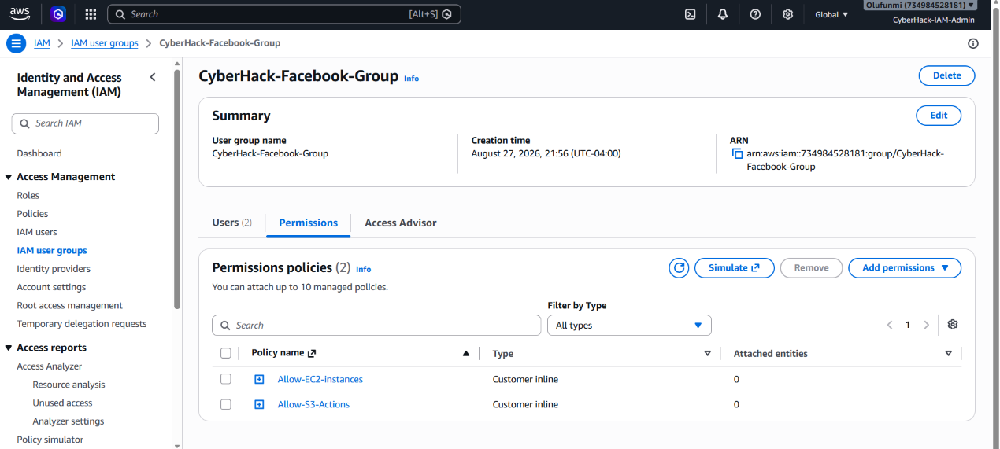 aws
Search
[Alt+S]
Global
Olufunmi (734984528181)
CyberHack-IAM-Admin
IAM > IAM user groups > CyberHack-Facebook-Group
Identity and Access
Management (IAM)
Search IAM
Dashboard
Access Management
Roles
Policies
IAM users
IAM user groups
Identity providers
Account settings
Root access management
Temporary delegation requests
Access reports
Access Analyzer
Resource analysis
Unused access
Analyzer settings
Policy simulator
CyberHack-Facebook-Group Info
Delete
Summary
Edit
User group name
CyberHack-Facebook-Group
Creation time
August 27, 2026, 21:56 (UTC-04:00)
ARN
arn:aws:iam::734984528181:group/CyberHack-
Facebook-Group
Users (2)
Permissions
Access Advisor
Permissions policies (2) Info
Simulate
Remove
Add permissions
You can attach up to 10 managed policies.
Filter by Type
Search
All types
1
Policy name
Type
Attached entities
Allow-EC2-instances
Customer inline
0
Allow-S3-Actions
Customer inline
0